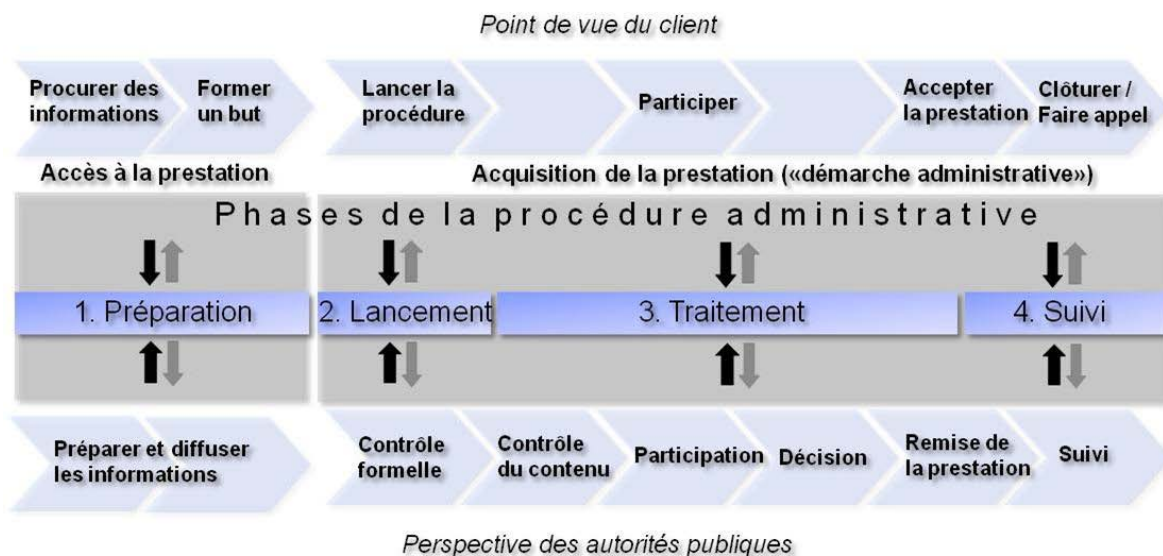 Point de vue du client
Procurer des
informations
Former
un but
Lancer la
procédure
Participer
Accepter
la prestation
Clôturer /
Faire appel
Accès à la prestation
Acquisition de la prestation («démarche administrative»)
Phases de la procédure administrative
1. Préparation
2. Lancement
3. Traitement
4. Suivi
Préparer et diffuser
les informations
Contrôle
formelle
Contrôle
du contenu
Participation
Décision
Remise de
la prestation
Suivi
Perspective des autorités publiques